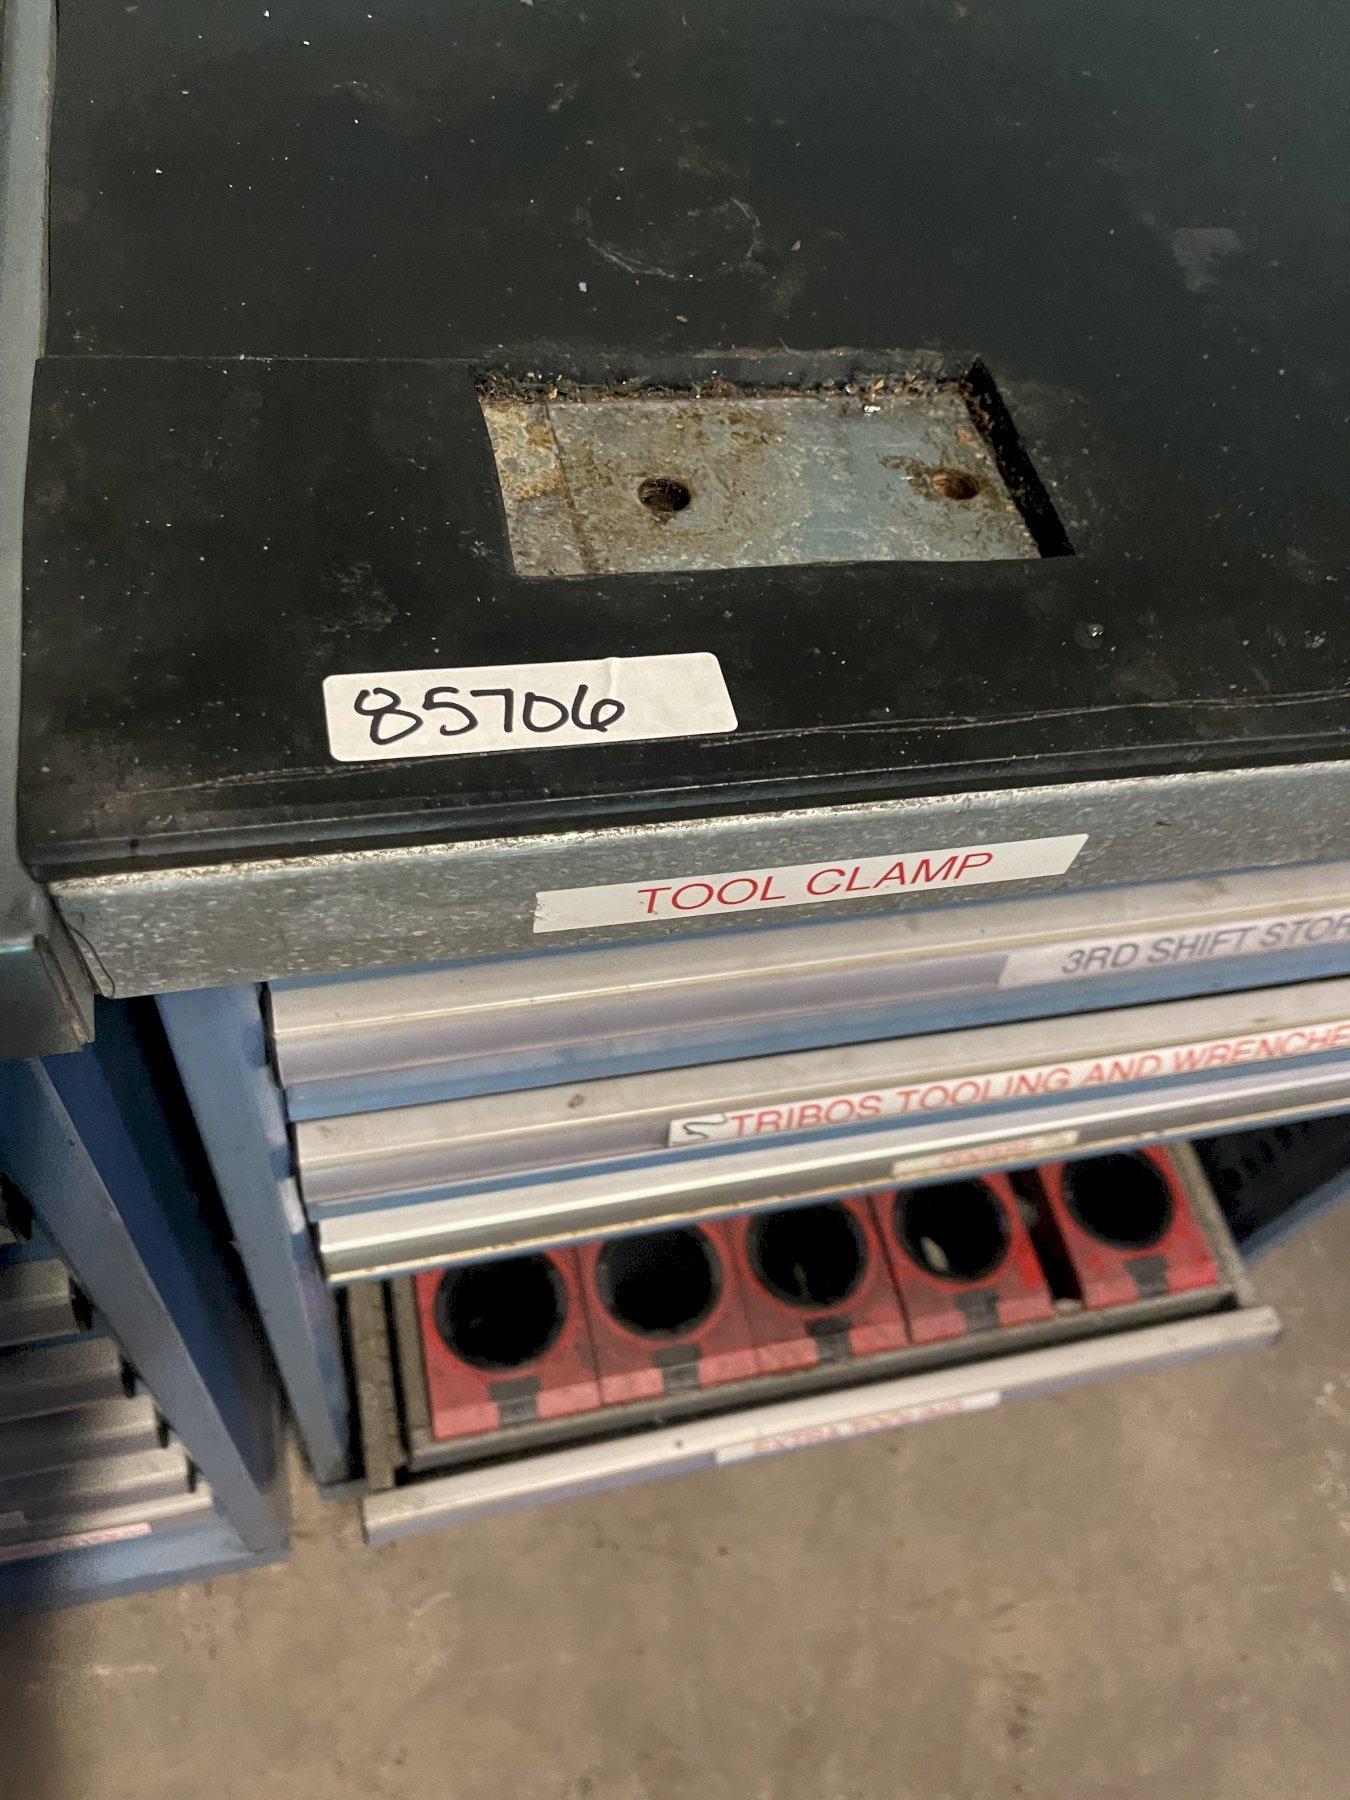 85706
TOOL CLAMP
3RD SHIFT STOR
TRIBOS TOOLING AND WRENCHE